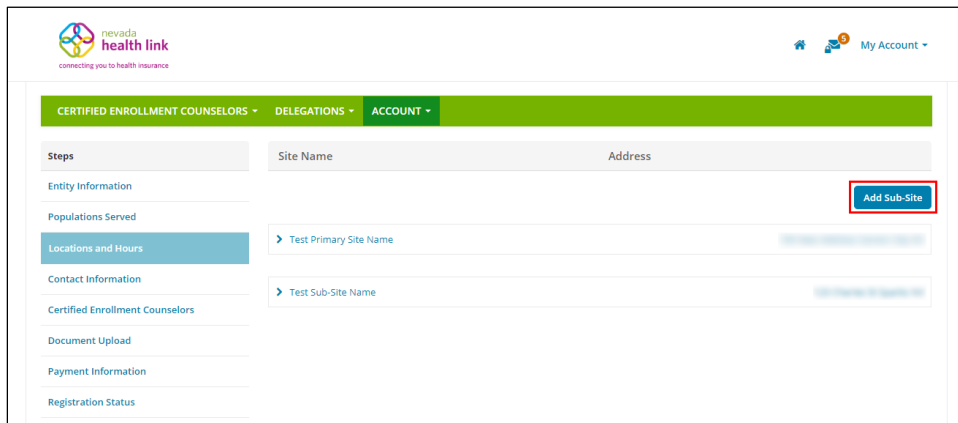 nevada
health link
connecting you to health insurance
5
My Account
CERTIFIED ENROLLMENT COUNSELORS DELEGATIONS ACCOUNT
Steps
Site Name Address
Entity Information
Add Sub-Site
Populations Served
Locations and Hours
Test Primary Site Name
Contact Information
Test Sub-Site Name
Certified Enrollment Counselors
Document Upload
Payment Information
Registration Status